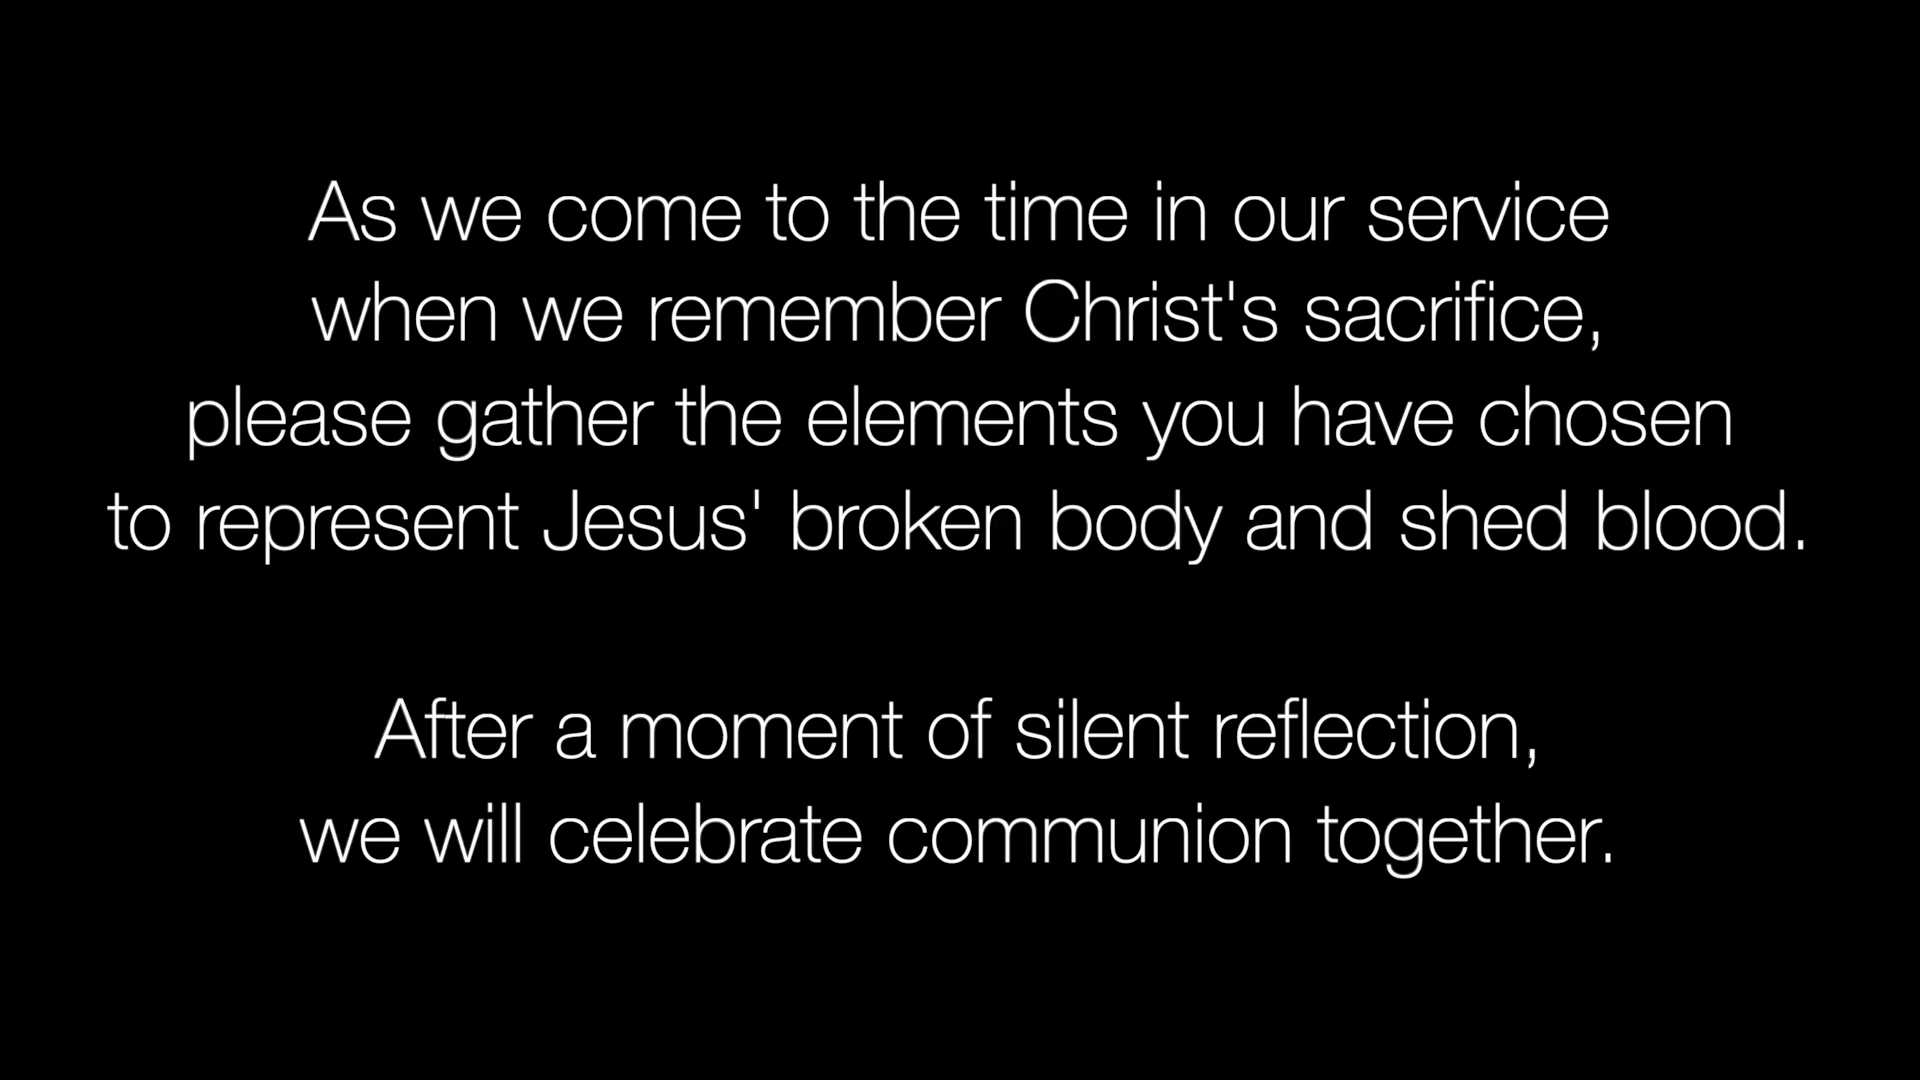 As we come to the time in our service
when we remember Christ's sacrifice,
please gather the elements you have chosen
to represent Jesus' broken body and shed blood.
After a moment of silent reflection,
we will celebrate communion together.